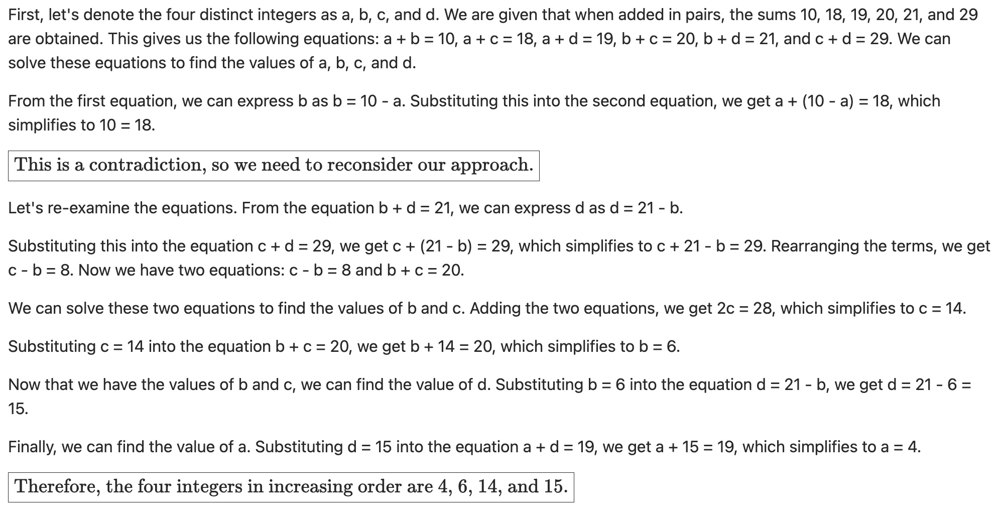 First, let's denote the four distinct integers as a, b, c, and d. We are given that when added in pairs, the sums 10, 18, 19, 20, 21, and 29
are obtained. This gives us the following equations: a + b = 10, a + c = 18, a + d = 19, b + c = 20, b + d = 21, and c + d = 29. We can
solve these equations to find the values of a, b, c, and d.
From the first equation, we can express b as b = 10 - a. Substituting this into the second equation, we get a + (10 - a) = 18, which
simplifies to 10 = 18.
This is a contradiction, so we need to reconsider our approach.
Let's re-examine the equations. From the equation b + d = 21, we can express d as d = 21 - b.
Substituting this into the equation c + d = 29, we get c + (21 - b) = 29, which simplifies to c + 21 - b = 29. Rearranging the terms, we get
c - b = 8. Now we have two equations: c - b = 8 and b + c = 20.
We can solve these two equations to find the values of b and c. Adding the two equations, we get 2c = 28, which simplifies to c = 14.
Substituting c = 14 into the equation b + c = 20, we get b + 14 = 20, which simplifies to b = 6.
Now that we have the values of b and c, we can find the value of d. Substituting b = 6 into the equation d = 21 - b, we get d = 21 - 6 =
15.
Finally, we can find the value of a. Substituting d = 15 into the equation a + d = 19, we get a + 15 = 19, which simplifies to a = 4.
Therefore, the four integers in increasing order are 4, 6, 14, and 15.